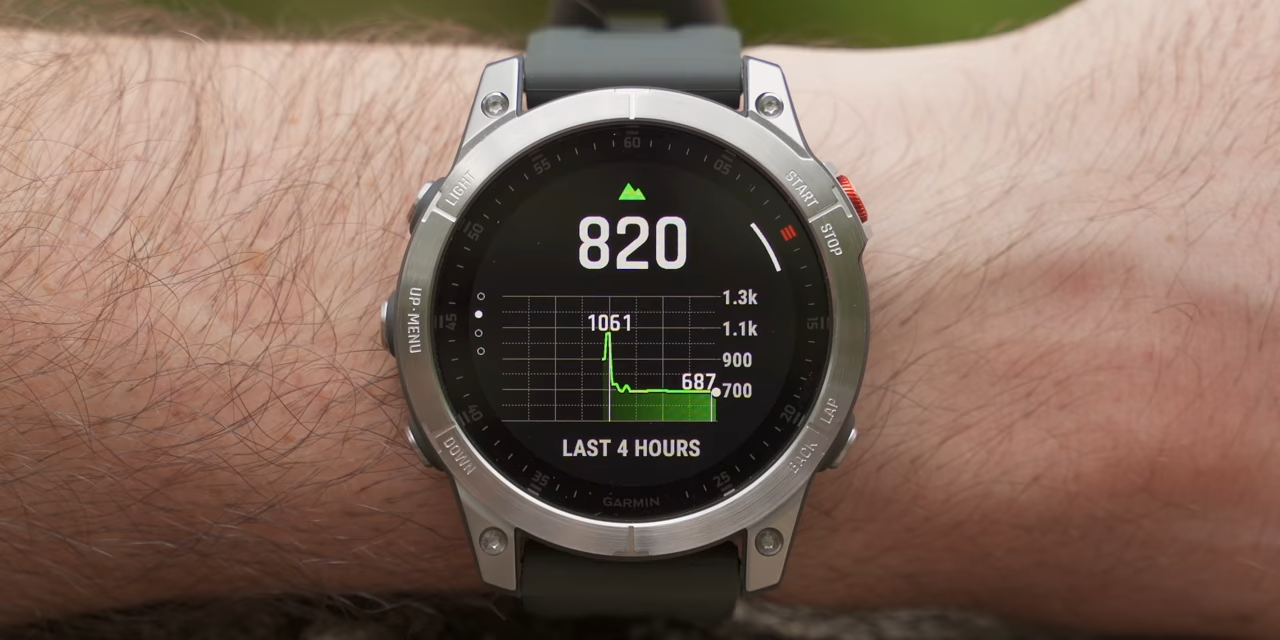 60
55
05
LIGHT
START
50
STOP
820
1.3k
1061
1.1k
UP·MENU
45
15
900
687
700
40
20
LAP
LAST 4 HOURS
DOWN
BACK
35
25
GARMIN